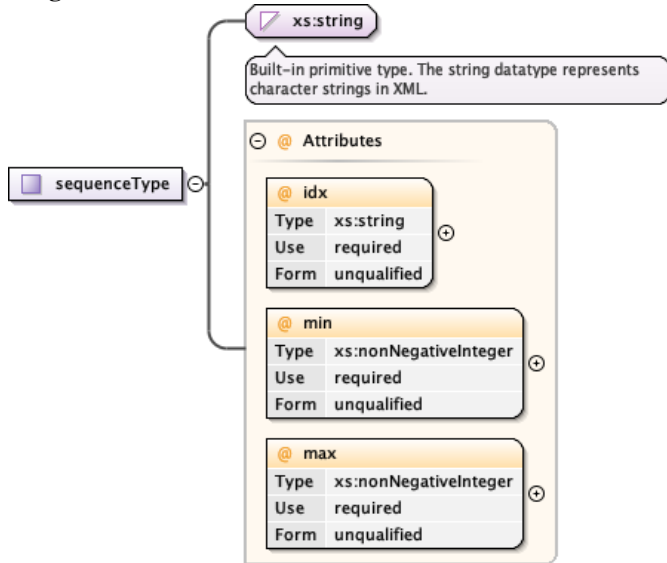 xs:string
Built-in primitive type. The string datatype represents
character strings in XML.
@ Attributes
sequenceType
@ idx
Type xs:string
Use required
Form unqualified
@ min
Type xs:nonNegativeInteger
Use required
Form unqualified
@ max
Type xs:nonNegativeInteger
Use required
Form unqualified